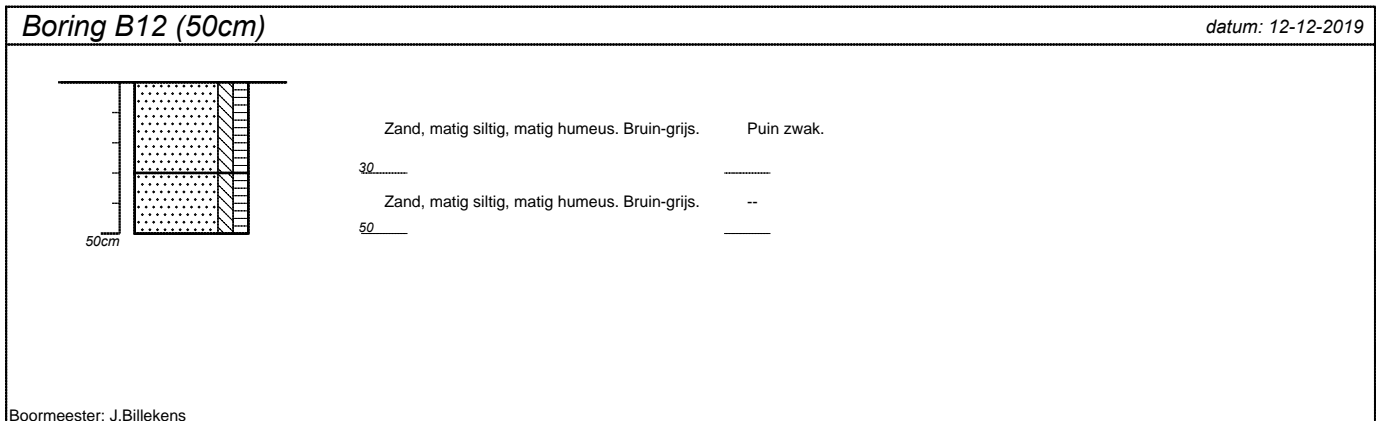 Boring B12 (50cm) datum: 12-12-2019
Zand, matig siltig, matig humeus. Bruin-grijs. Puin zwak.
30
Zand, matig siltig, matig humeus. Bruin-grijs. --
50
50cm
Boormeester: J.Billekens